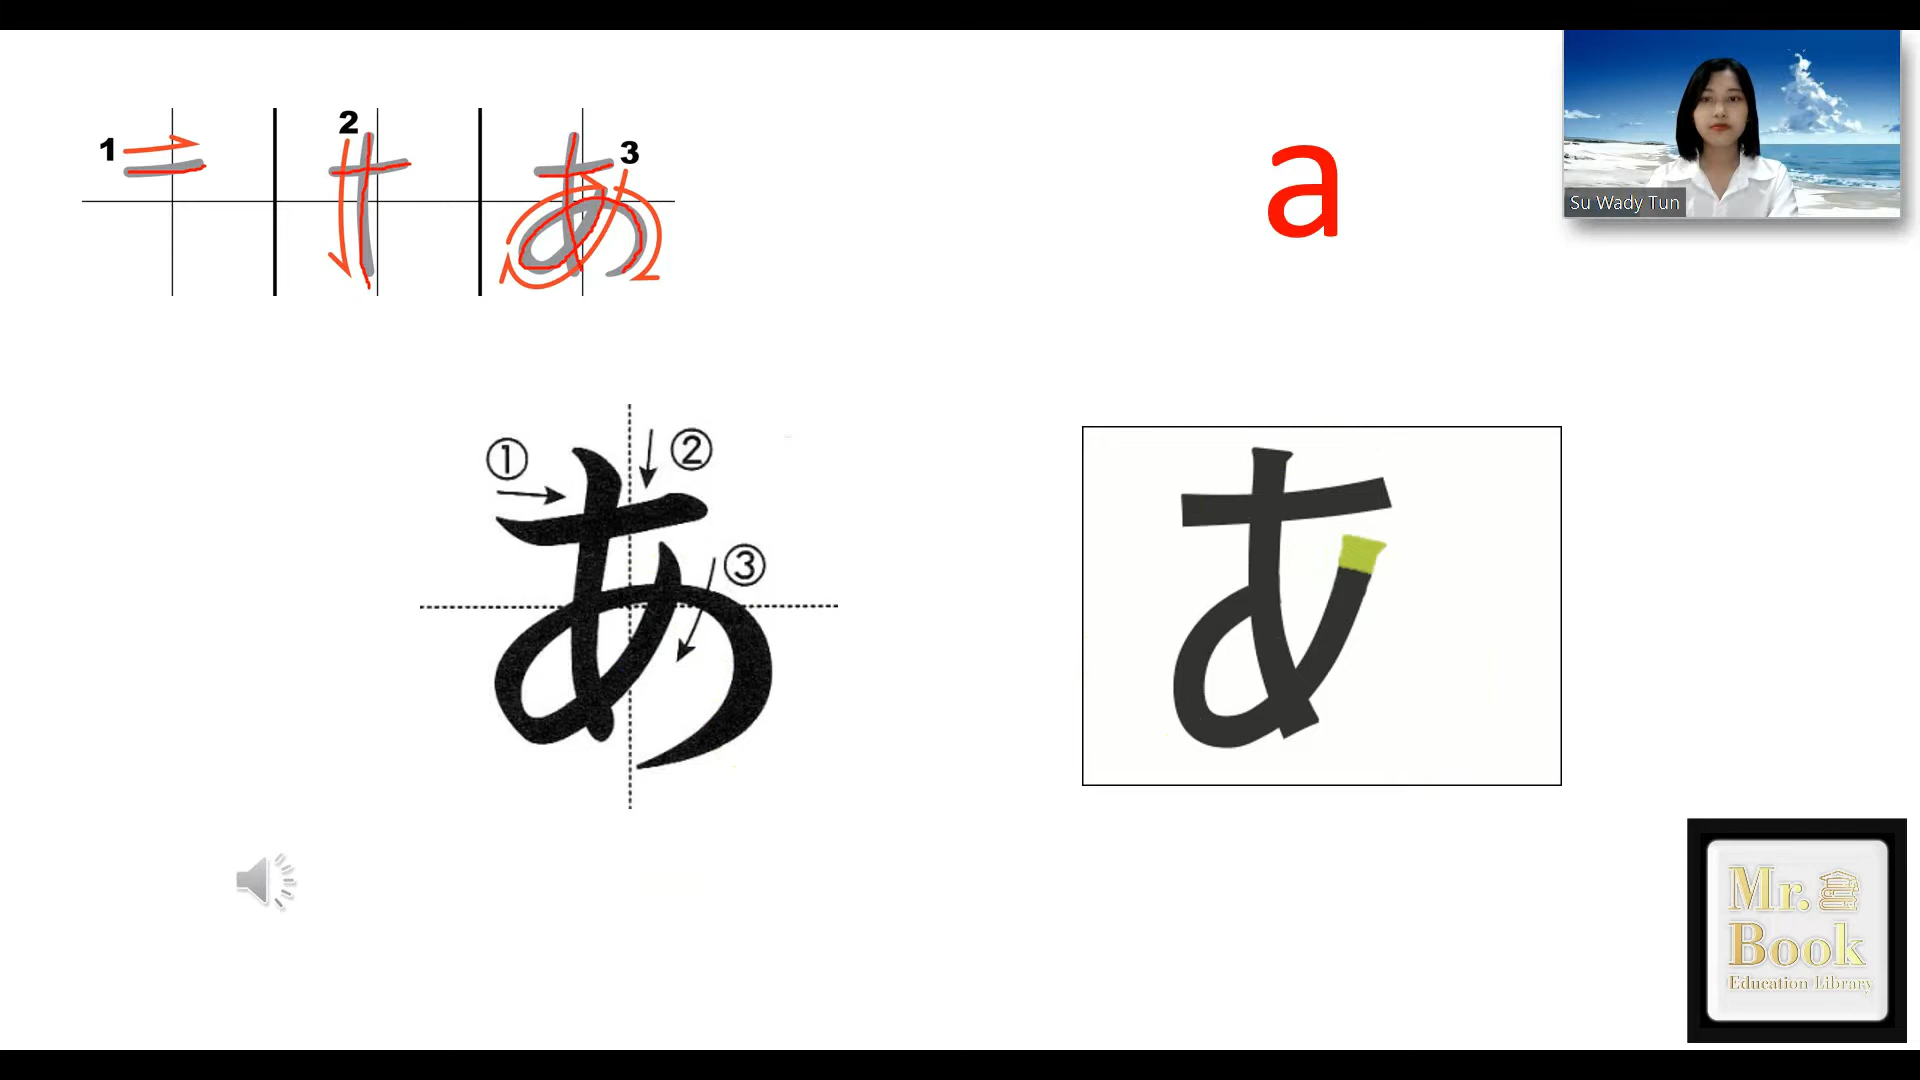 1
2
3
あ
a
Su Wady Tun
①
②
③
あ
Mr.
Book
Education Library